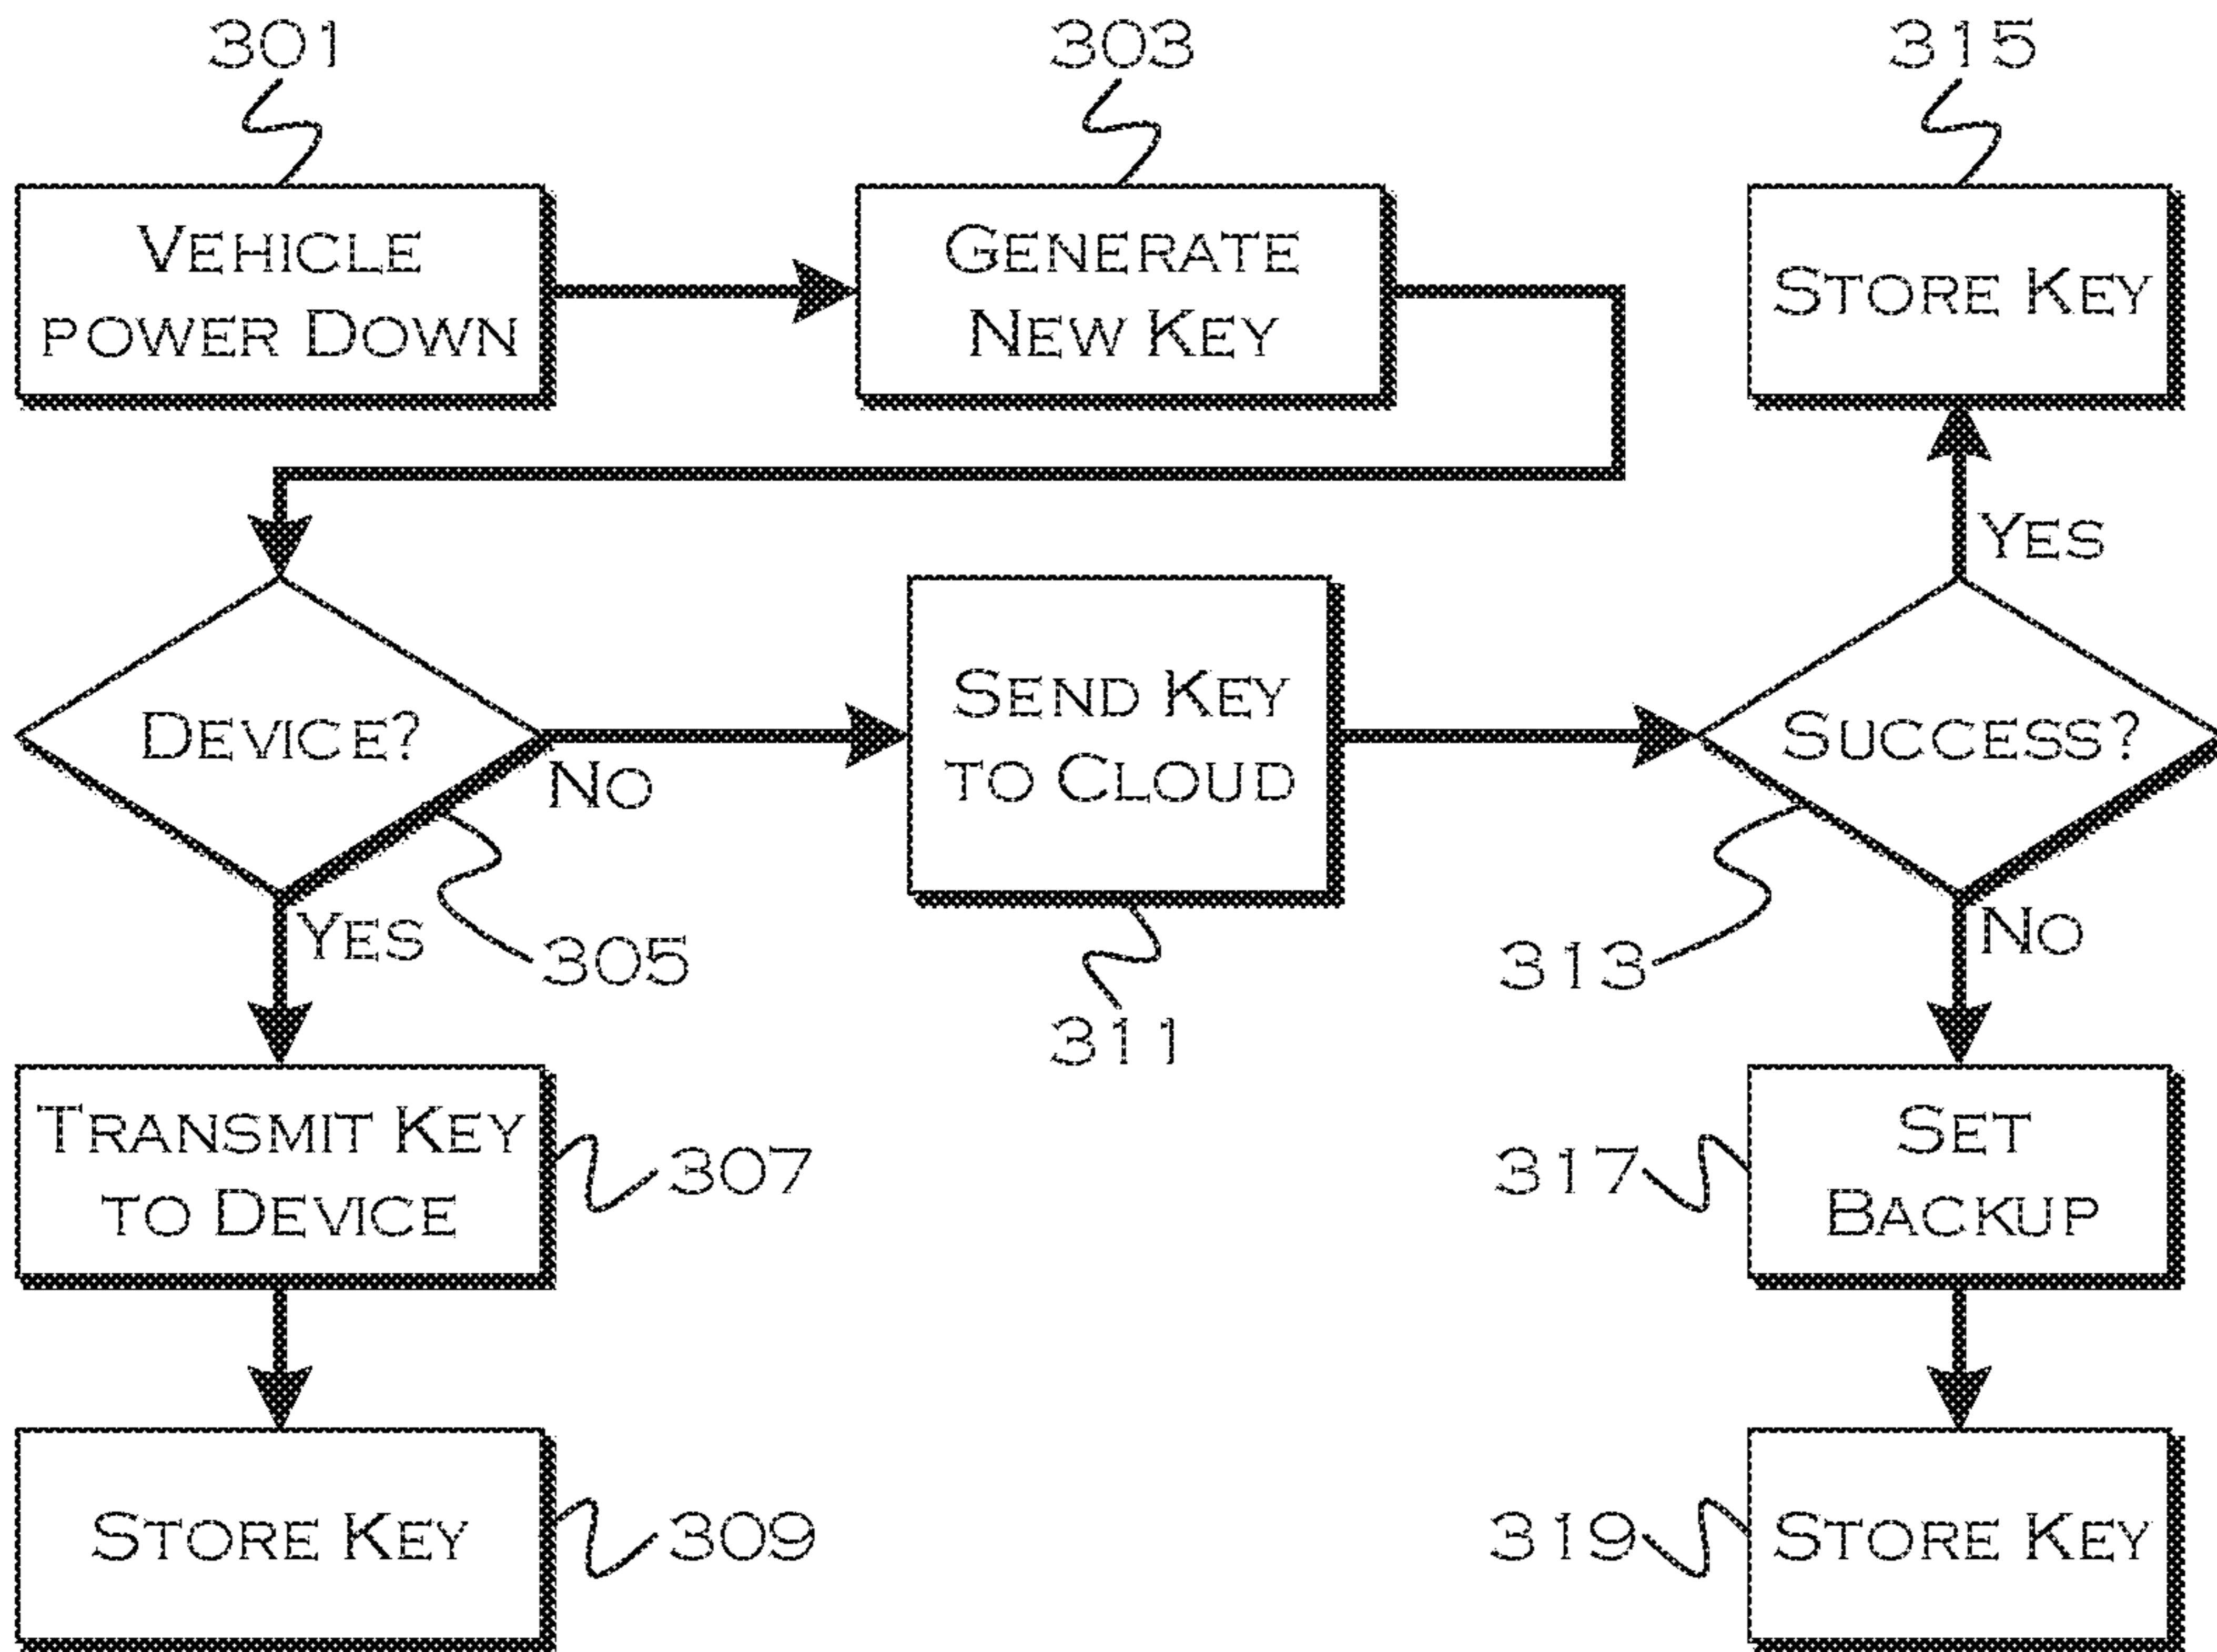 301
303
315
VEHICLE
POWER DOWN
GENERATE
NEW KEY
STORE KEY
YES
DEVICE?
NO
SEND KEY
TO CLOUD
SUCCESS?
YES
305
311
313
NO
TRANSMIT KEY
TO DEVICE
307
317
SET
BACKUP
STORE KEY
309
319
STORE KEY